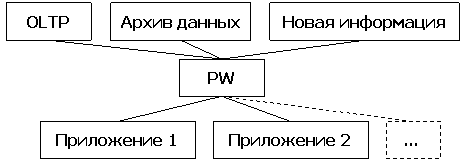 OLTP
Архив данных
Новая информация
PW
Приложение 1
Приложение 2
...